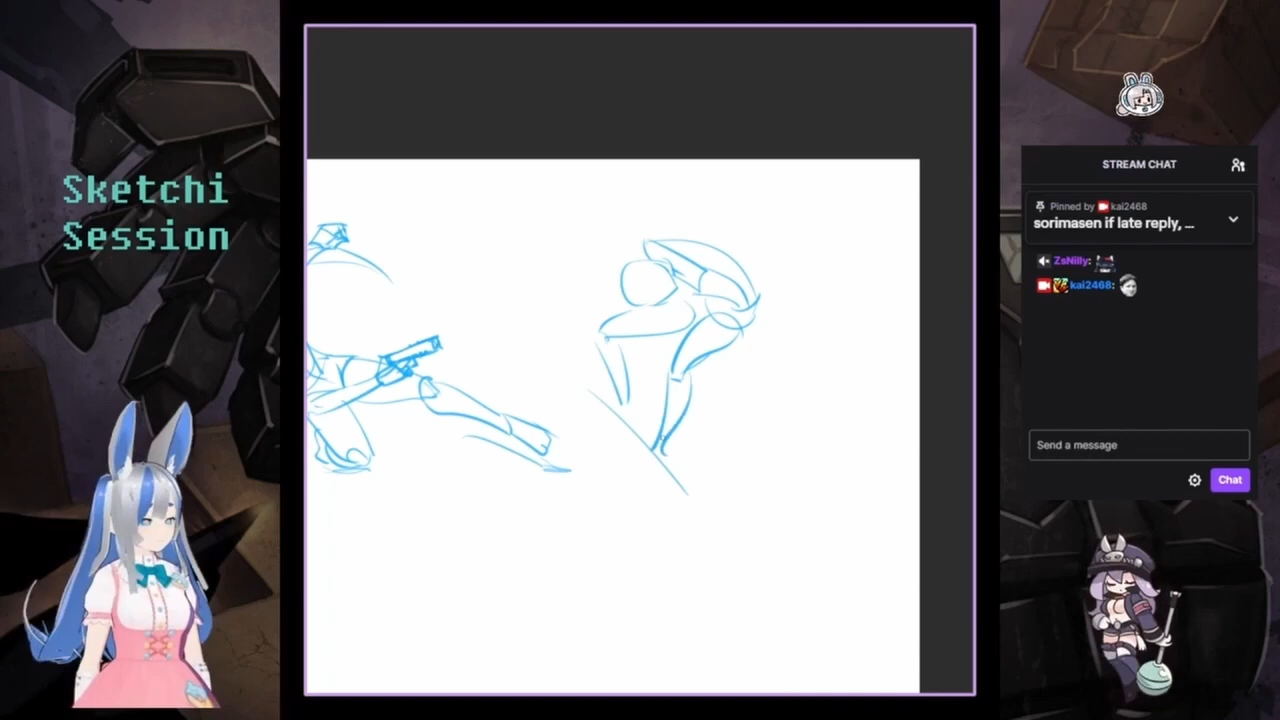 Sketchi
Session
STREAM CHAT
Pinned by kai2468
sorimasen if late reply, ...
ZsNilly:
kai2468:
Send a message
Chat